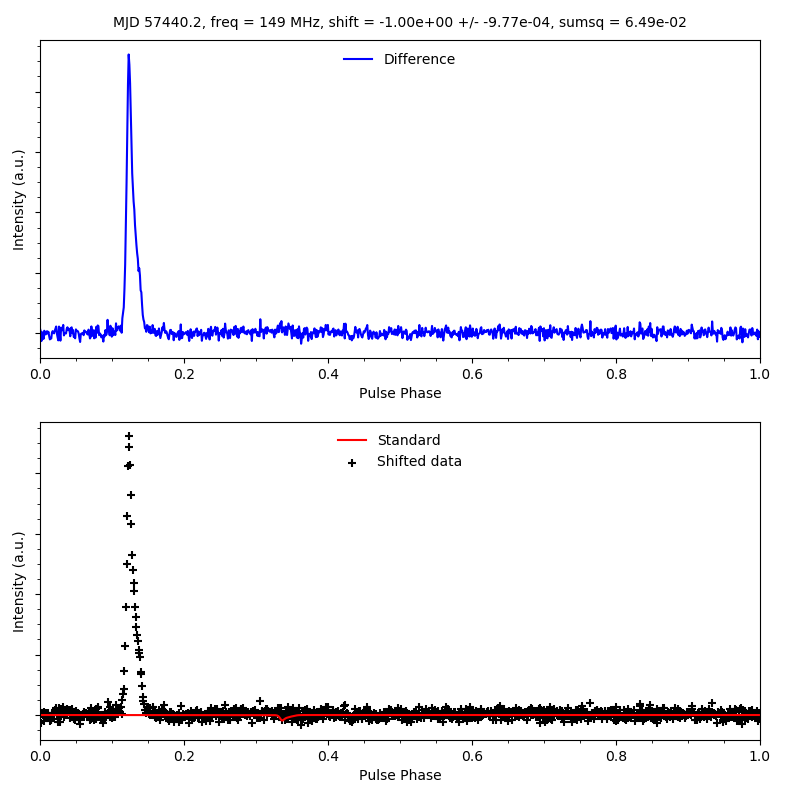 MJD 57440.2, freq = 149 MHz, shift = -1.00e+00 +/- -9.77e-04, sumsq = 6.49e-02
Difference
Intensity (a.u.)
0.0 0.2 0.4 0.6 0.8 1.0
Pulse Phase
Standard
Shifted data
Intensity (a.u.)
0.0 0.2 0.4 0.6 0.8 1.0
Pulse Phase